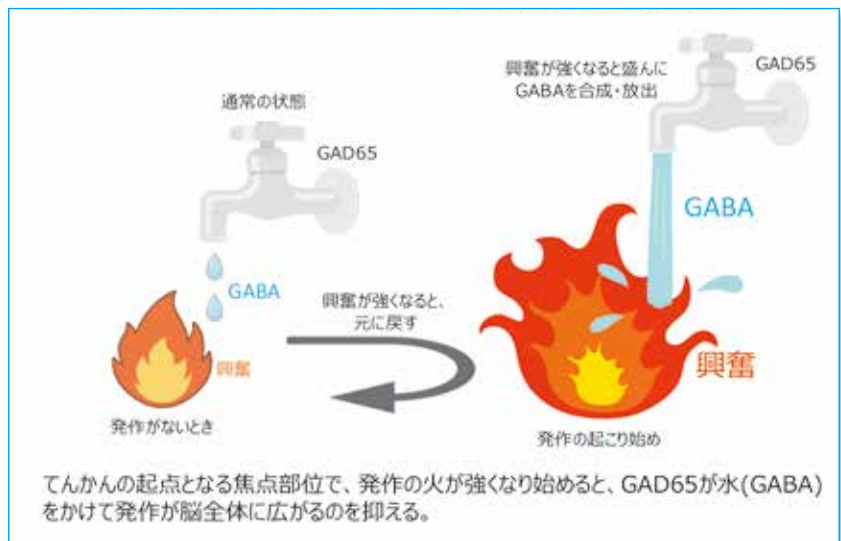 通常の状態
GAD65
GABA
興奮
発作がないとき
興奮が強くなると、
元に戻す
興奮が強くなると盛んに
GABAを合成・放出
GAD65
GABA
興奮
発作の起こり始め
てんかんの起点となる焦点部位で、発作の火が強くなり始めると、GAD65が水(GABA)
をかけて発作が脳全体に広がるのを抑える。